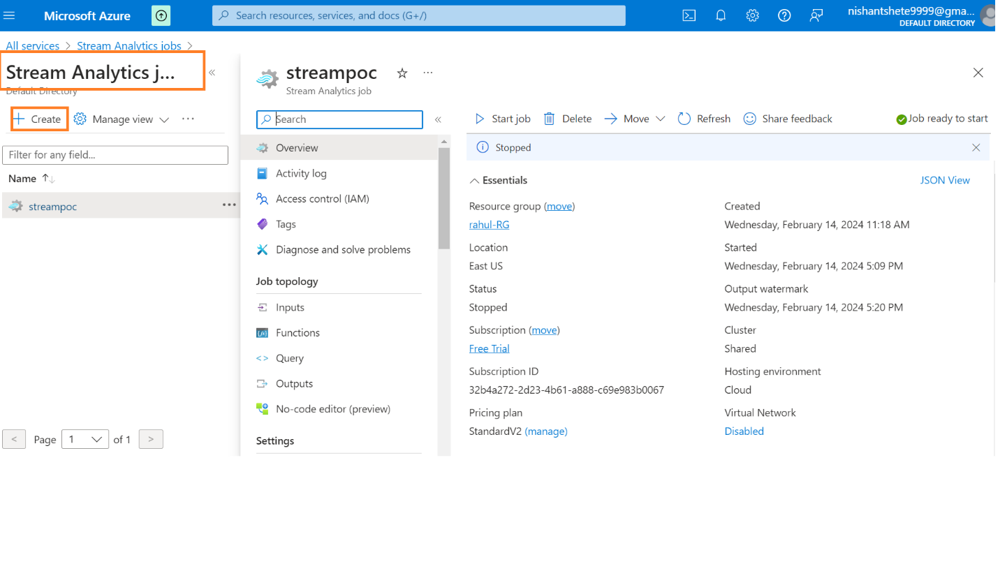 Microsoft Azure
Search resources, services, and docs (G+/)
nishantshete9999@gma...
DEFAULT DIRECTORY
All services > Stream Analytics jobs >
Stream Analytics j...
Default Directory
Create
Manage view
Filter for any field...
Name
streampoc
< Page 1 of 1 >
streampoc
Stream Analytics job
Search
Overview
Activity log
Access control (IAM)
Tags
Diagnose and solve problems
Job topology
Inputs
Functions
Query
Outputs
No-code editor (preview)
Settings
Start job Delete Move Refresh Share feedback Job ready to start
Stopped
Essentials
JSON View
Resource group (move)
rahul-RG
Location
East US
Status
Stopped
Subscription (move)
Free Trial
Subscription ID
32b4a272-2d23-4b61-a888-c69e983b0067
Pricing plan
StandardV2 (manage)
Created
Wednesday, February 14, 2024 11:18 AM
Started
Wednesday, February 14, 2024 5:09 PM
Output watermark
Wednesday, February 14, 2024 5:20 PM
Cluster
Shared
Hosting environment
Cloud
Virtual Network
Disabled